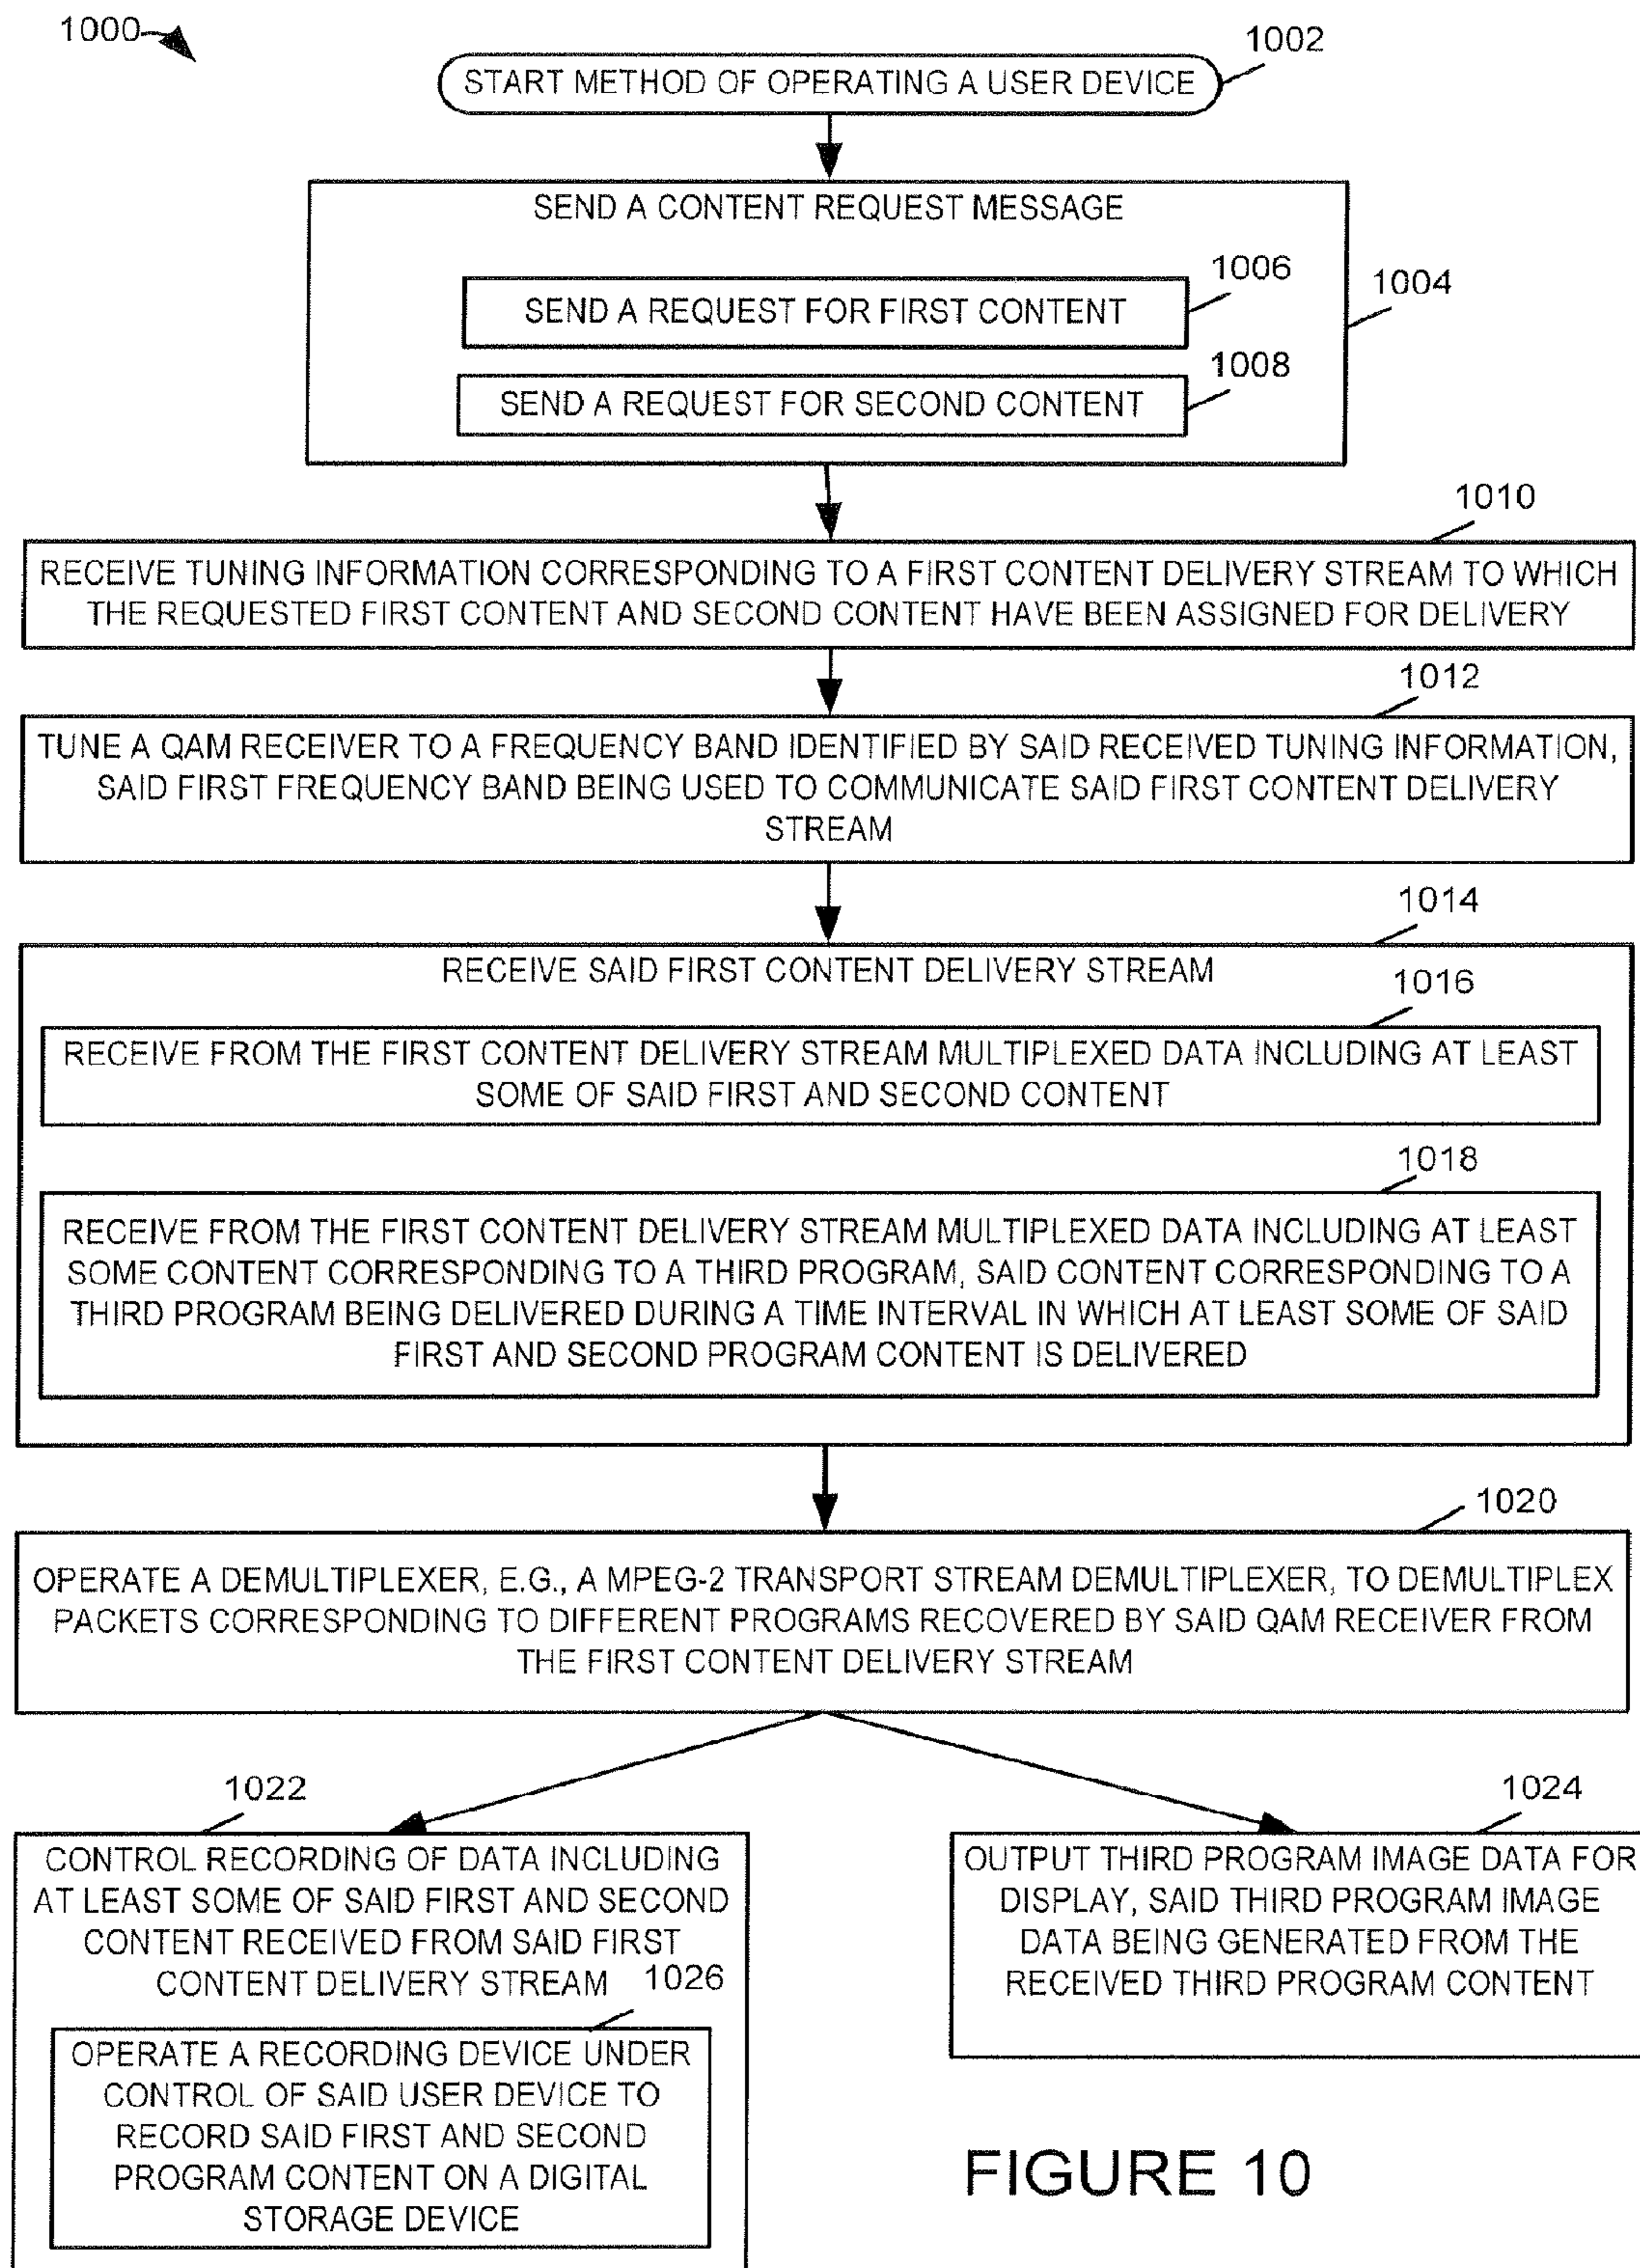 1000
1002
START METHOD OF OPERATING A USER DEVICE
SEND A CONTENT REQUEST MESSAGE
1006
1004
SEND A REQUEST FOR FIRST CONTENT
1008
SEND A REQUEST FOR SECOND CONTENT
1010
RECEIVE TUNING INFORMATION CORRESPONDING TO A FIRST CONTENT DELIVERY STREAM TO WHICH
THE REQUESTED FIRST CONTENT AND SECOND CONTENT HAVE BEEN ASSIGNED FOR DELIVERY
1012
TUNE A QAM RECEIVER TO A FREQUENCY BAND IDENTIFIED BY SAID RECEIVED TUNING INFORMATION,
SAID FIRST FREQUENCY BAND BEING USED TO COMMUNICATE SAID FIRST CONTENT DELIVERY
STREAM
1014
RECEIVE SAID FIRST CONTENT DELIVERY STREAM
1016
RECEIVE FROM THE FIRST CONTENT DELIVERY STREAM MULTIPLEXED DATA INCLUDING AT LEAST
SOME OF SAID FIRST AND SECOND CONTENT
1018
RECEIVE FROM THE FIRST CONTENT DELIVERY STREAM MULTIPLEXED DATA INCLUDING AT LEAST
SOME CONTENT CORRESPONDING TO A THIRD PROGRAM, SAID CONTENT CORRESPONDING TO A
THIRD PROGRAM BEING DELIVERED DURING A TIME INTERVAL IN WHICH AT LEAST SOME OF SAID
FIRST AND SECOND PROGRAM CONTENT IS DELIVERED
1020
OPERATE A DEMULTIPLEXER, E.G., A MPEG-2 TRANSPORT STREAM DEMULTIPLEXER, TO DEMULTIPLEX
PACKETS CORRESPONDING TO DIFFERENT PROGRAMS RECOVERED BY SAID QAM RECEIVER FROM
THE FIRST CONTENT DELIVERY STREAM
1022
CONTROL RECORDING OF DATA INCLUDING
AT LEAST SOME OF SAID FIRST AND SECOND
CONTENT RECEIVED FROM SAID FIRST
CONTENT DELIVERY STREAM
1026
OPERATE A RECORDING DEVICE UNDER
CONTROL OF SAID USER DEVICE TO
RECORD SAID FIRST AND SECOND
PROGRAM CONTENT ON A DIGITAL
STORAGE DEVICE
1024
OUTPUT THIRD PROGRAM IMAGE DATA FOR
DISPLAY, SAID THIRD PROGRAM IMAGE
DATA BEING GENERATED FROM THE
RECEIVED THIRD PROGRAM CONTENT
FIGURE 10